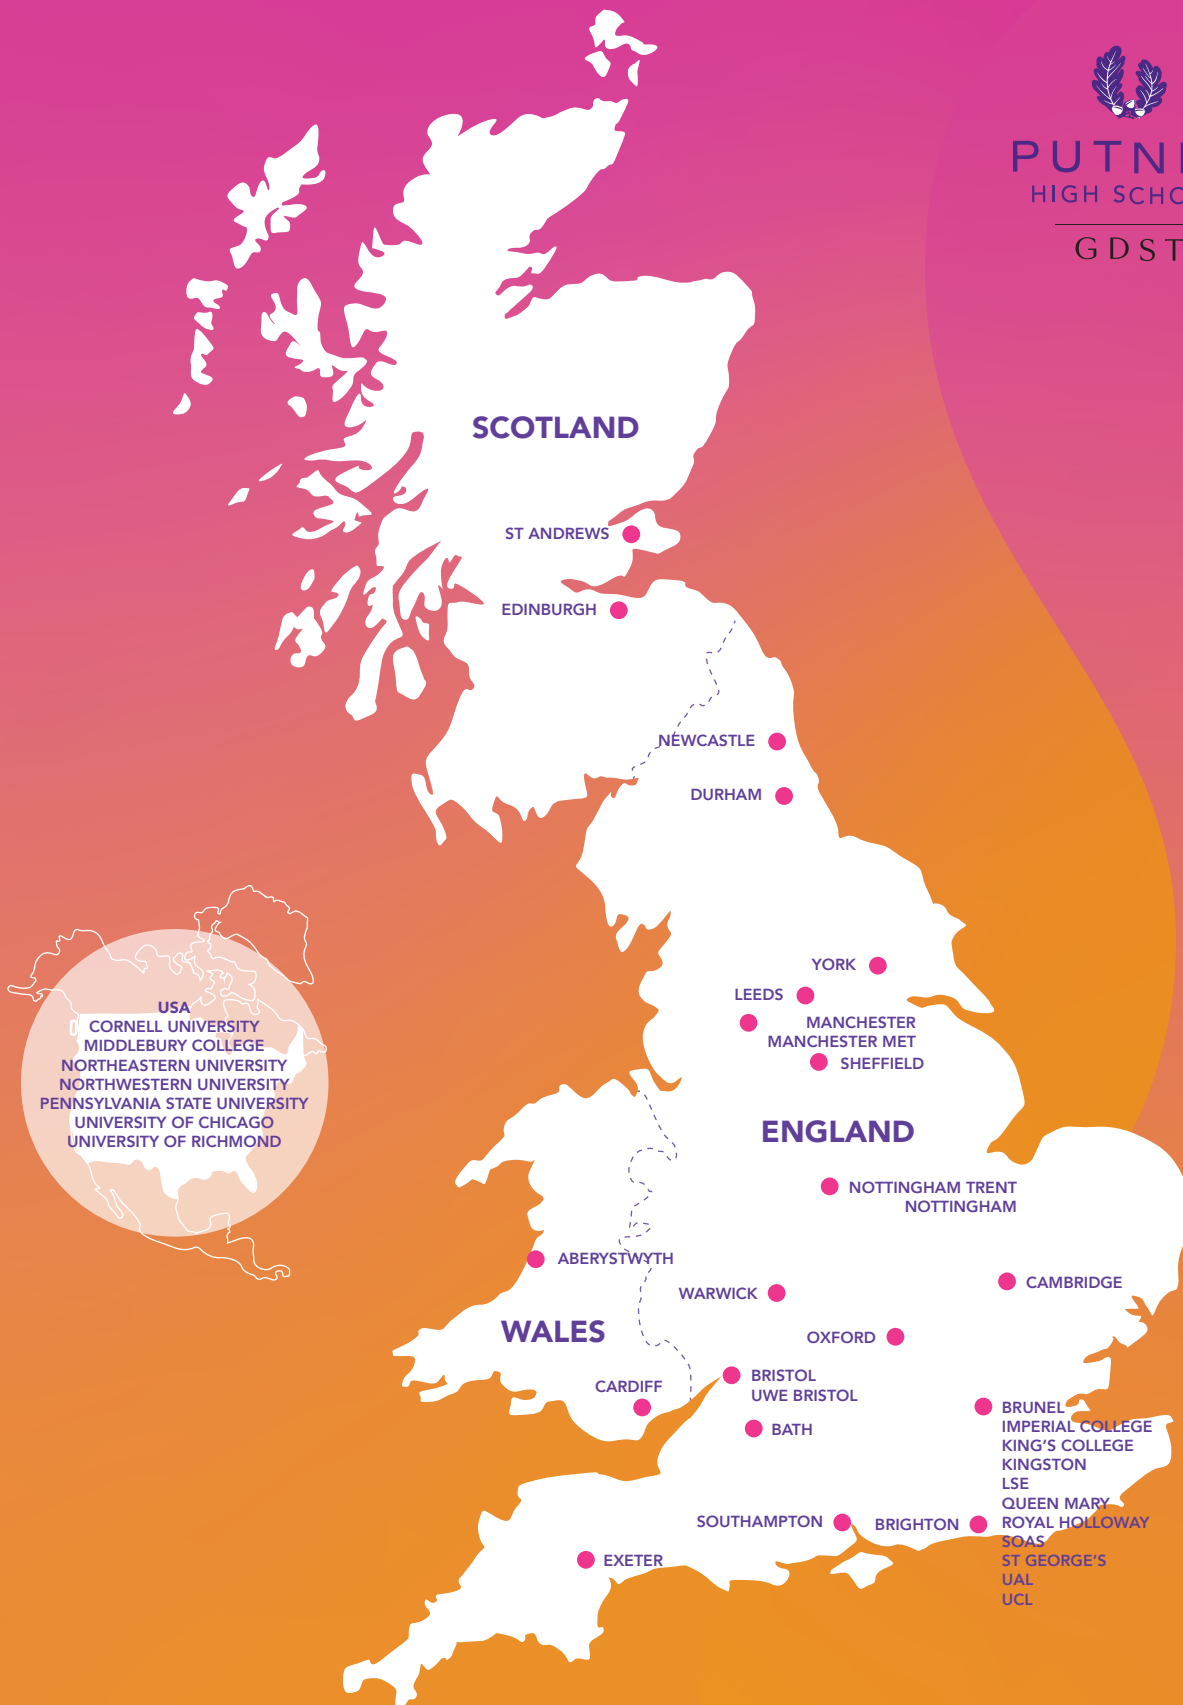 PUTN
HIGH SCHO
GDST
SCOTLAND
ST ANDREWS
EDINBURGH
NEWCASTLE
DURHAM
YORK
LEEDS
MANCHESTER
MANCHESTER MET
SHEFFIELD
USA
CORNELL UNIVERSITY
MIDDLEBURY COLLEGE
NORTHEASTERN UNIVERSITY
NORTHWESTERN UNIVERSITY
PENNSYLVANIA STATE UNIVERSITY
UNIVERSITY OF CHICAGO
UNIVERSITY OF RICHMOND
ENGLAND
NOTTINGHAM TRENT
NOTTINGHAM
ABERYSTWYTH
CAMBRIDGE
WARWICK
WALES
OXFORD
BRISTOL
UWE BRISTOL
CARDIFF
BATH
BRUNEL
IMPERIAL COLLEGE
KING'S COLLEGE
KINGSTON
LSE
QUEEN MARY
ROYAL HOLLOWAY
SOAS
ST GEORGE'S
UAL
UCL
SOUTHAMPTON
BRIGHTON
EXETER